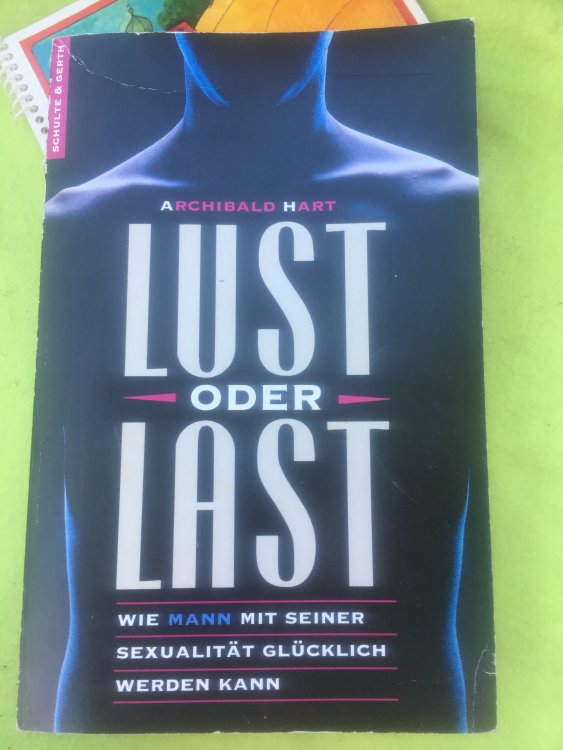 SCHULTE & GERTH
ARCHIBALD HART
LUST
ODER
LAST
WIE MANN MIT SEINER
SEXUALITÄT GLÜCKLICH
WERDEN KANN